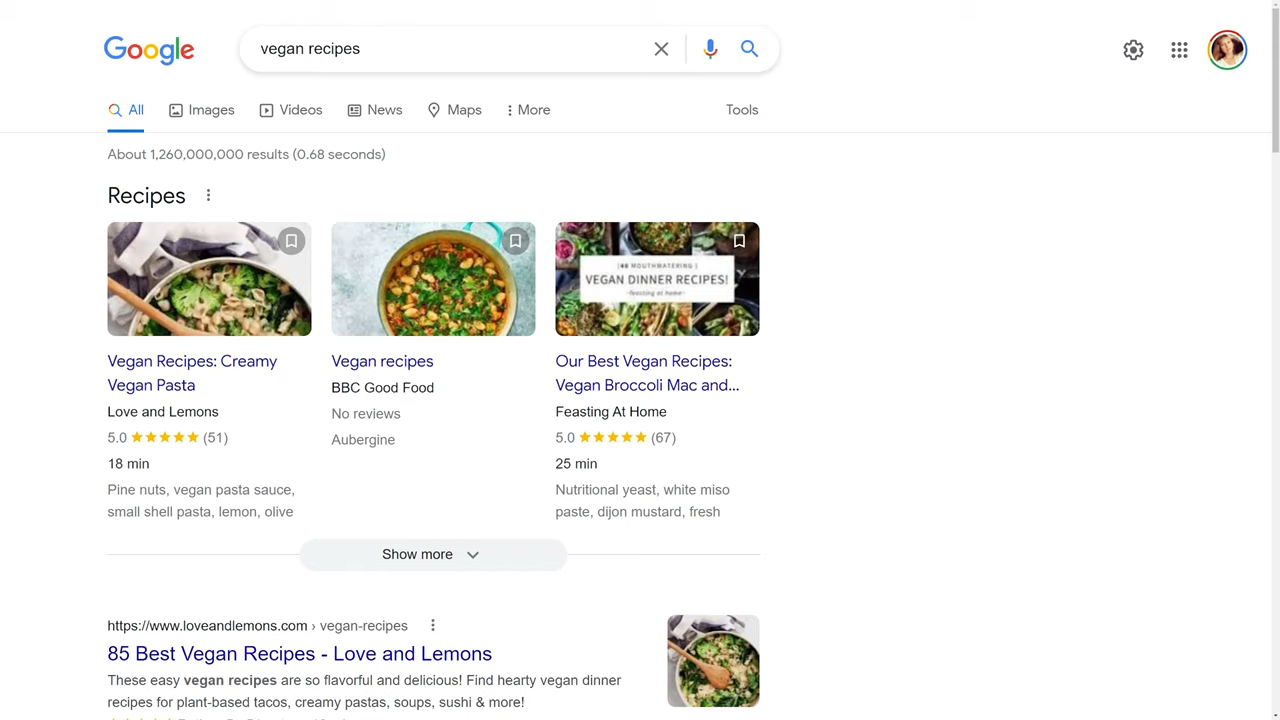 Google
vegan recipes
All
Images
Videos
News
Maps
More
Tools
About 1,260,000,000 results (0.68 seconds)
Recipes
VEGAN DINNER RECIPES!
-feasting at home-
Vegan Recipes: Creamy
Vegan Pasta
Love and Lemons
5.0 ★★★★★ (51)
18 min
Pine nuts, vegan pasta sauce,
small shell pasta, lemon, olive
Vegan recipes
BBC Good Food
No reviews
Aubergine
Our Best Vegan Recipes:
Vegan Broccoli Mac and...
Feasting At Home
5.0 ★★★★★ (67)
25 min
Nutritional yeast, white miso
paste, dijon mustard, fresh
Show more
https://www.loveandlemons.com › vegan-recipes
85 Best Vegan Recipes - Love and Lemons
These easy vegan recipes are so flavorful and delicious! Find hearty vegan dinner
recipes for plant-based tacos, creamy pastas, soups, sushi & more!